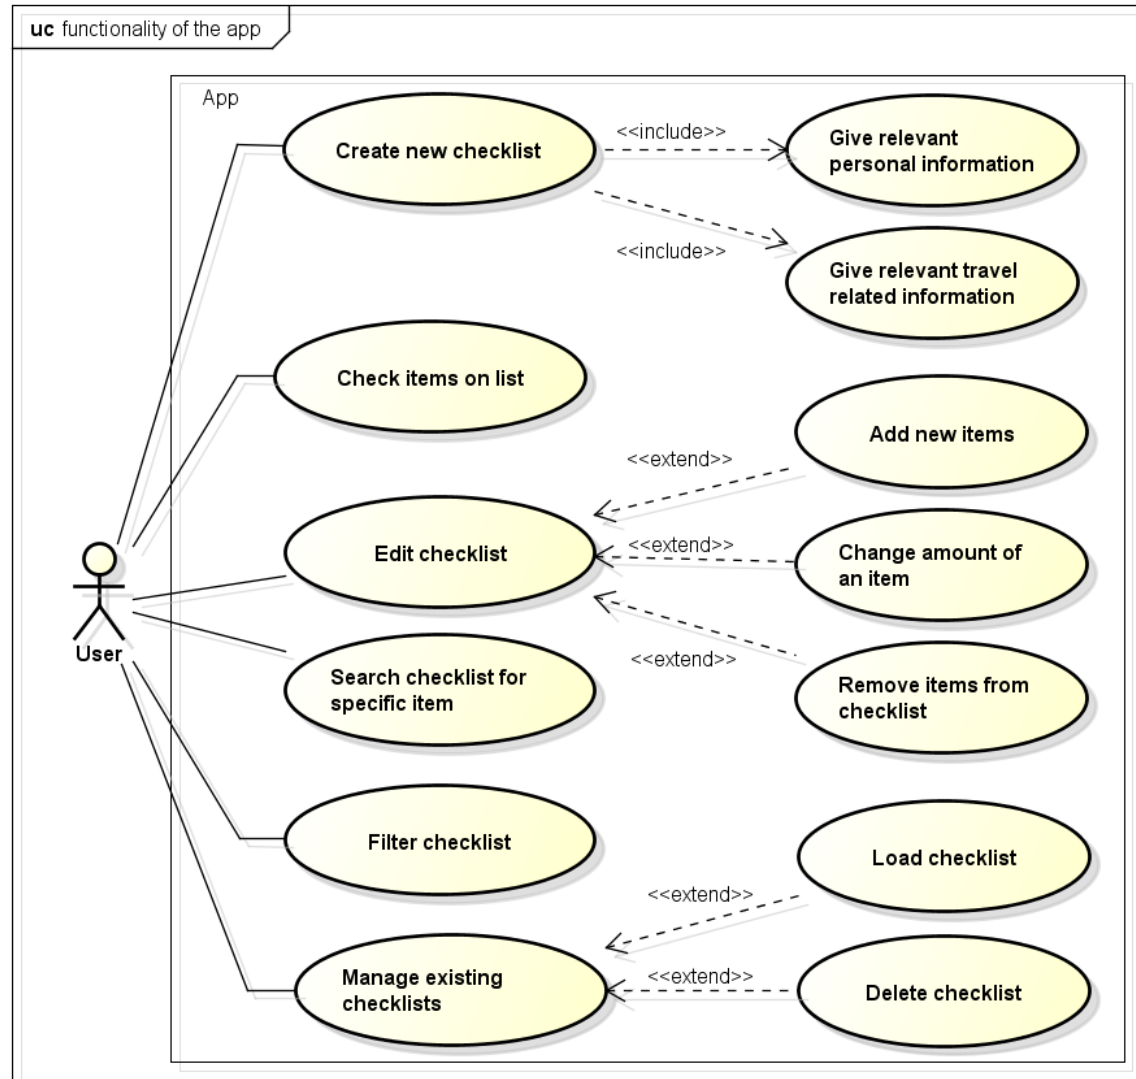 uc functionality of the app
App
Create new checklist
<<include>>
Give relevant
personal information
<<include>>
Give relevant travel
related information
Check items on list
Add new items
<<extend>>
Edit checklist
<<extend>>
Change amount of
an item
<<extend>>
User
Search checklist for
specific item
Remove items from
checklist
Filter checklist
Load checklist
<<extend>>
Manage existing
checklists
<<extend>>
Delete checklist